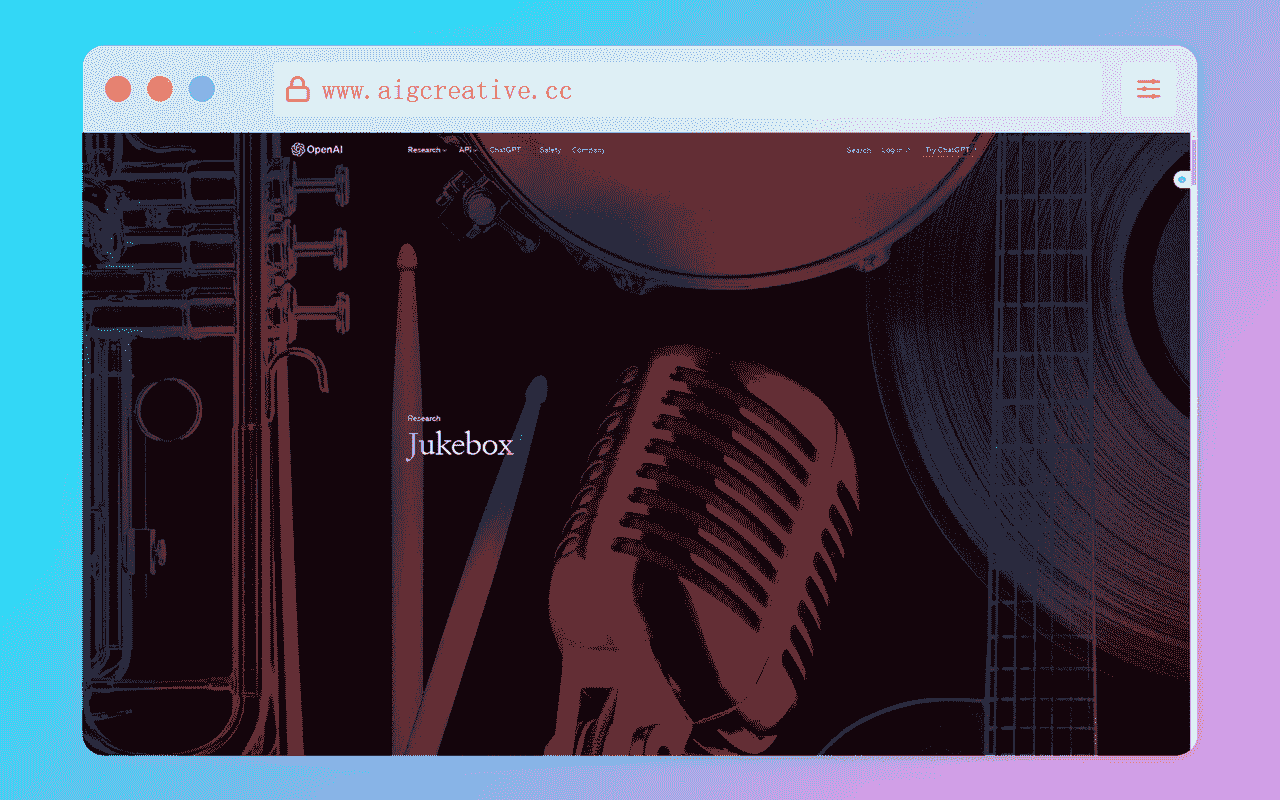 www.aigcreative.cc
OpenAI Research API ChatGPT Safety Company Search Log in Try ChatGPT
Research
Jukebox